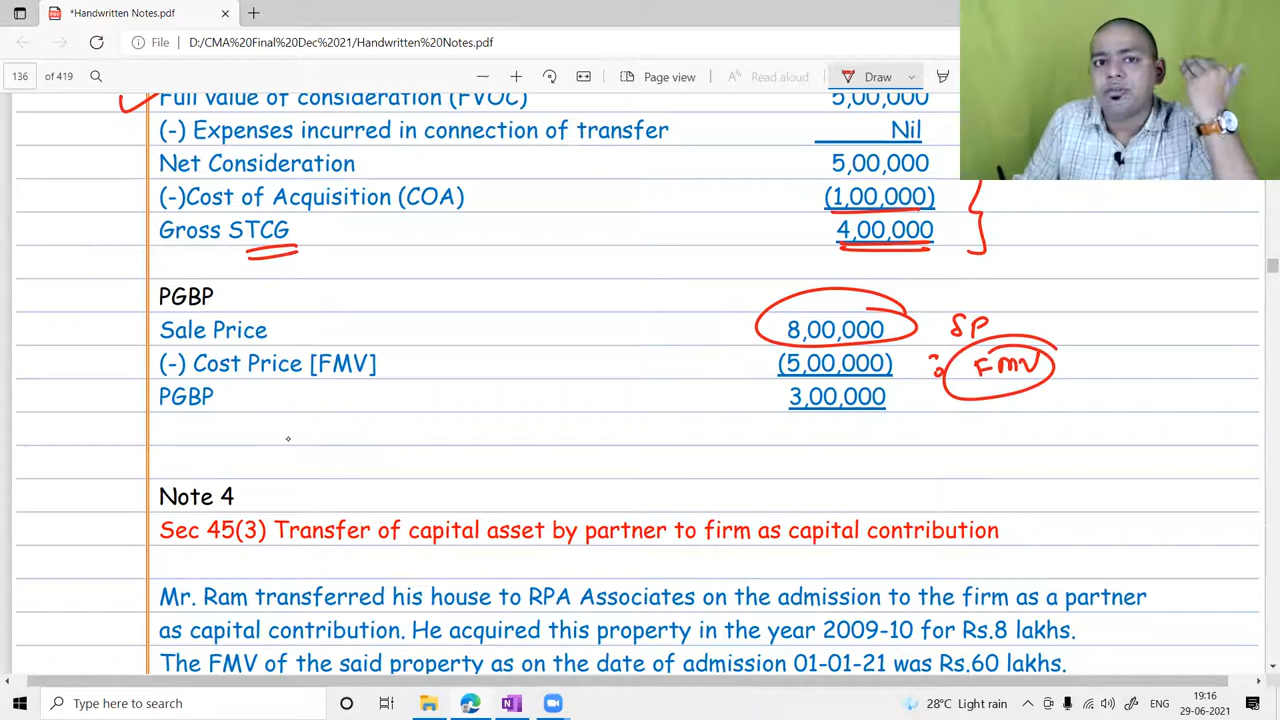 *Handwritten Notes.pdf
File D:/CMA%20Final%20Dec%2021/Handwritten%20Notes.pdf
136 of 419 Page view Read aloud Draw
Full value of consideration (FVOC) 5,00,000
(-) Expenses incurred in connection of transfer Nil
Net Consideration 5,00,000
(-)Cost of Acquisition (COA) (1,00,000)
Gross STCG 4,00,000
PGBP
Sale Price 8,00,000 SP
(-) Cost Price [FMV] (5,00,000) FMV
PGBP 3,00,000
Note 4
Sec 45(3) Transfer of capital asset by partner to firm as capital contribution
Mr. Ram transferred his house to RPA Associates on the admission to the firm as a partner
as capital contribution. He acquired this property in the year 2009-10 for Rs.8 lakhs.
The FMV of the said property as on the date of admission 01-01-21 was Rs.60 lakhs.
Type here to search 28°C Light rain ENG 19:16
29-06-2021